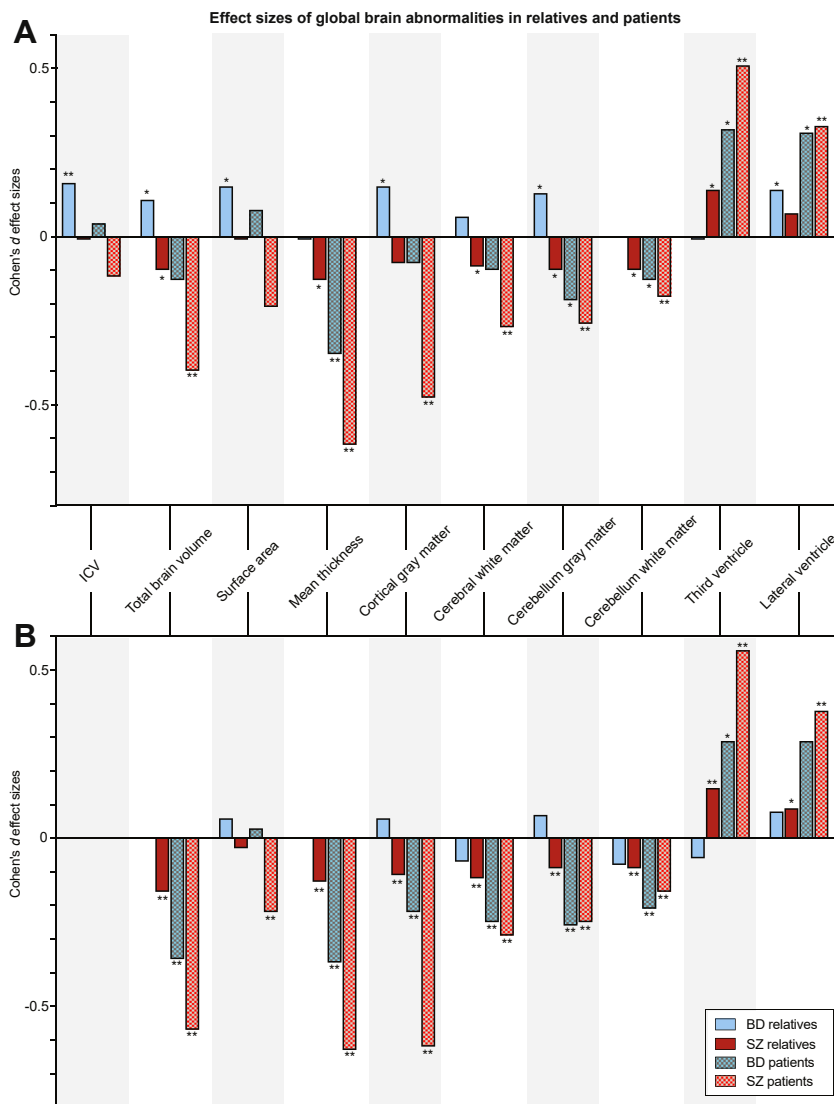 Effect sizes of global brain abnormalities in relatives and patients
A
Cohen's d effect sizes
0.5
0
-0.5
** * * * * * * * * * ** * * **
* ** * ** ** * ** * * ** * * **
ICV
Total brain volume
Surface area
Mean thickness
Cortical gray matter
Cerebral white matter
Cerebellum gray matter
Cerebellum white matter
Third ventricle
Lateral ventricle
B
Cohen's d effect sizes
0.5
0
-0.5
** * ** * **
** ** ** ** ** ** ** ** ** ** ** ** ** ** ** ** ** ** ** **
BD relatives
SZ relatives
BD patients
SZ patients